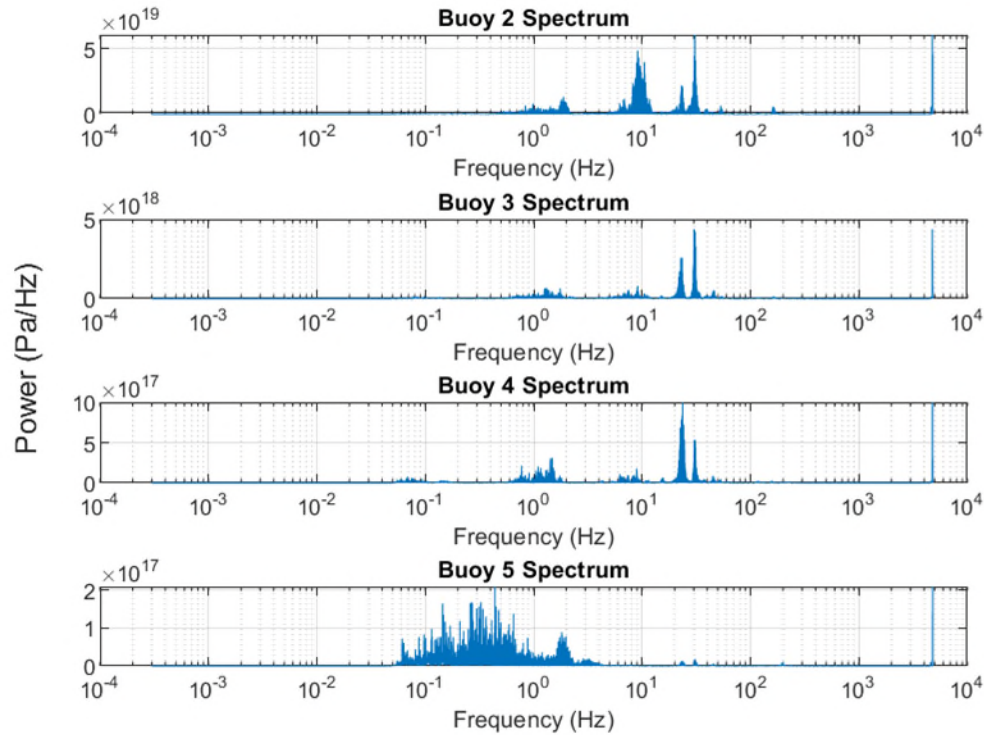 Buoy 2 Spectrum
×10^19
5
0
10^-4 10^-3 10^-2 10^-1 10^0 10^1 10^2 10^3 10^4
Frequency (Hz)
Buoy 3 Spectrum
×10^18
5
0
10^-4 10^-3 10^-2 10^-1 10^0 10^1 10^2 10^3 10^4
Frequency (Hz)
Power (Pa/Hz)
Buoy 4 Spectrum
×10^17
10
5
0
10^-4 10^-3 10^-2 10^-1 10^0 10^1 10^2 10^3 10^4
Frequency (Hz)
Buoy 5 Spectrum
×10^17
2
1
0
10^-4 10^-3 10^-2 10^-1 10^0 10^1 10^2 10^3 10^4
Frequency (Hz)